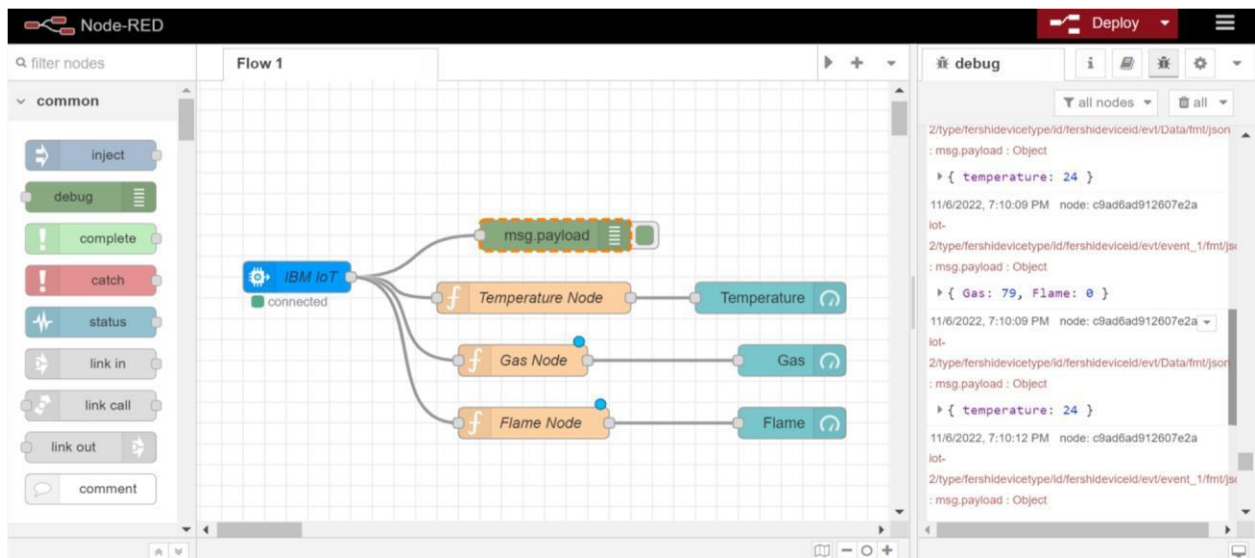 Node-RED
Deploy
filter nodes
Flow 1
debug
i
common
all nodes
all
inject
debug
complete
catch
status
link in
link call
link out
comment
msg.payload
IBM IoT
connected
f Temperature Node
Temperature
f Gas Node
Gas
f Flame Node
Flame
2/type/fershidevicetype/id/fershideviceid/evt/Data/fmt/json
: msg.payload : Object
{ temperature: 24 }
11/6/2022, 7:10:09 PM node: c9ad6ad912607e2a
iot-
2/type/fershidevicetype/id/fershideviceid/evt/event_1/fmt/js
: msg.payload : Object
{ Gas: 79, Flame: 0 }
11/6/2022, 7:10:09 PM node: c9ad6ad912607e2a
iot-
2/type/fershidevicetype/id/fershideviceid/evt/Data/fmt/json
: msg.payload : Object
{ temperature: 24 }
11/6/2022, 7:10:12 PM node: c9ad6ad912607e2a
iot-
2/type/fershidevicetype/id/fershideviceid/evt/event_1/fmt/js
: msg.payload : Object